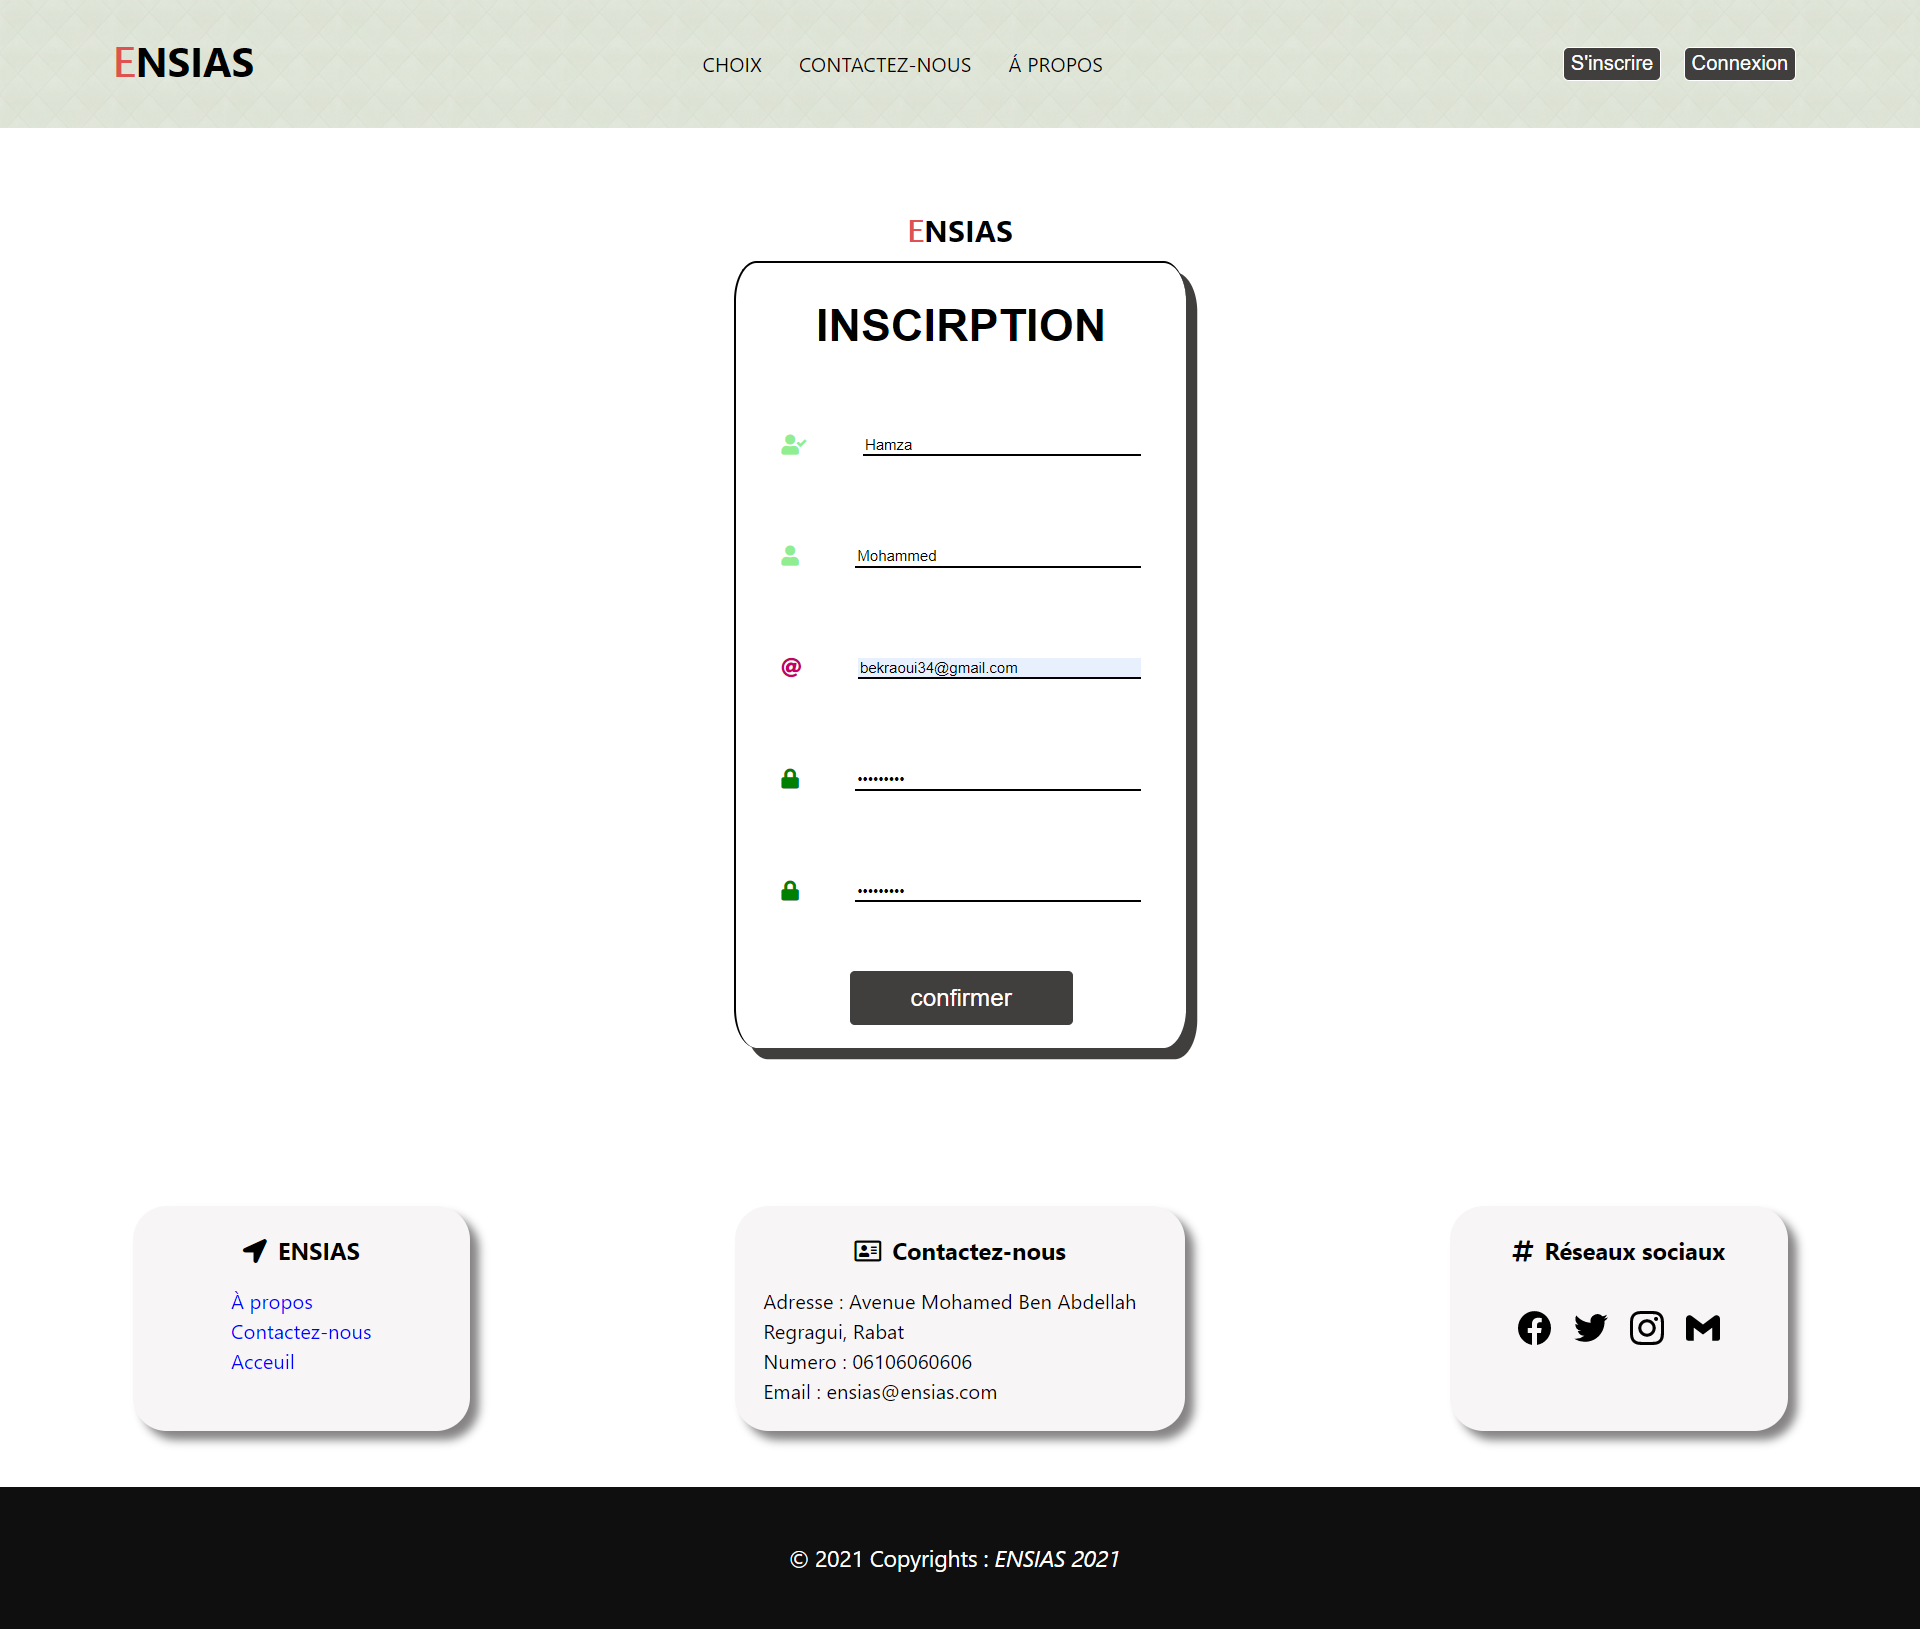 ENSIAS
CHOIX CONTACTEZ-NOUS Á PROPOS
S'inscrire Connexion
ENSIAS
INSCIRPTION
Hamza
Mohammed
@ bekraoui34@gmail.com
•••••••••
•••••••••
confirmer
ENSIAS
À propos
Contactez-nous
Acceuil
Contactez-nous
Adresse : Avenue Mohamed Ben Abdellah
Regragui, Rabat
Numero : 06106060606
Email : ensias@ensias.com
# Réseaux sociaux
© 2021 Copyrights : ENSIAS 2021